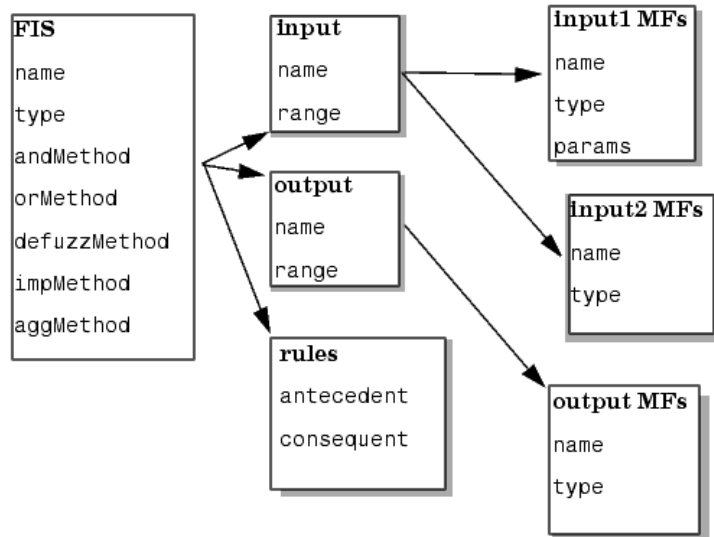 FIS
name
type
andMethod
orMethod
defuzzMethod
impMethod
aggMethod
input
name
range
output
name
range
rules
antecedent
consequent
input1 MFs
name
type
params
input2 MFs
name
type
output MFs
name
type